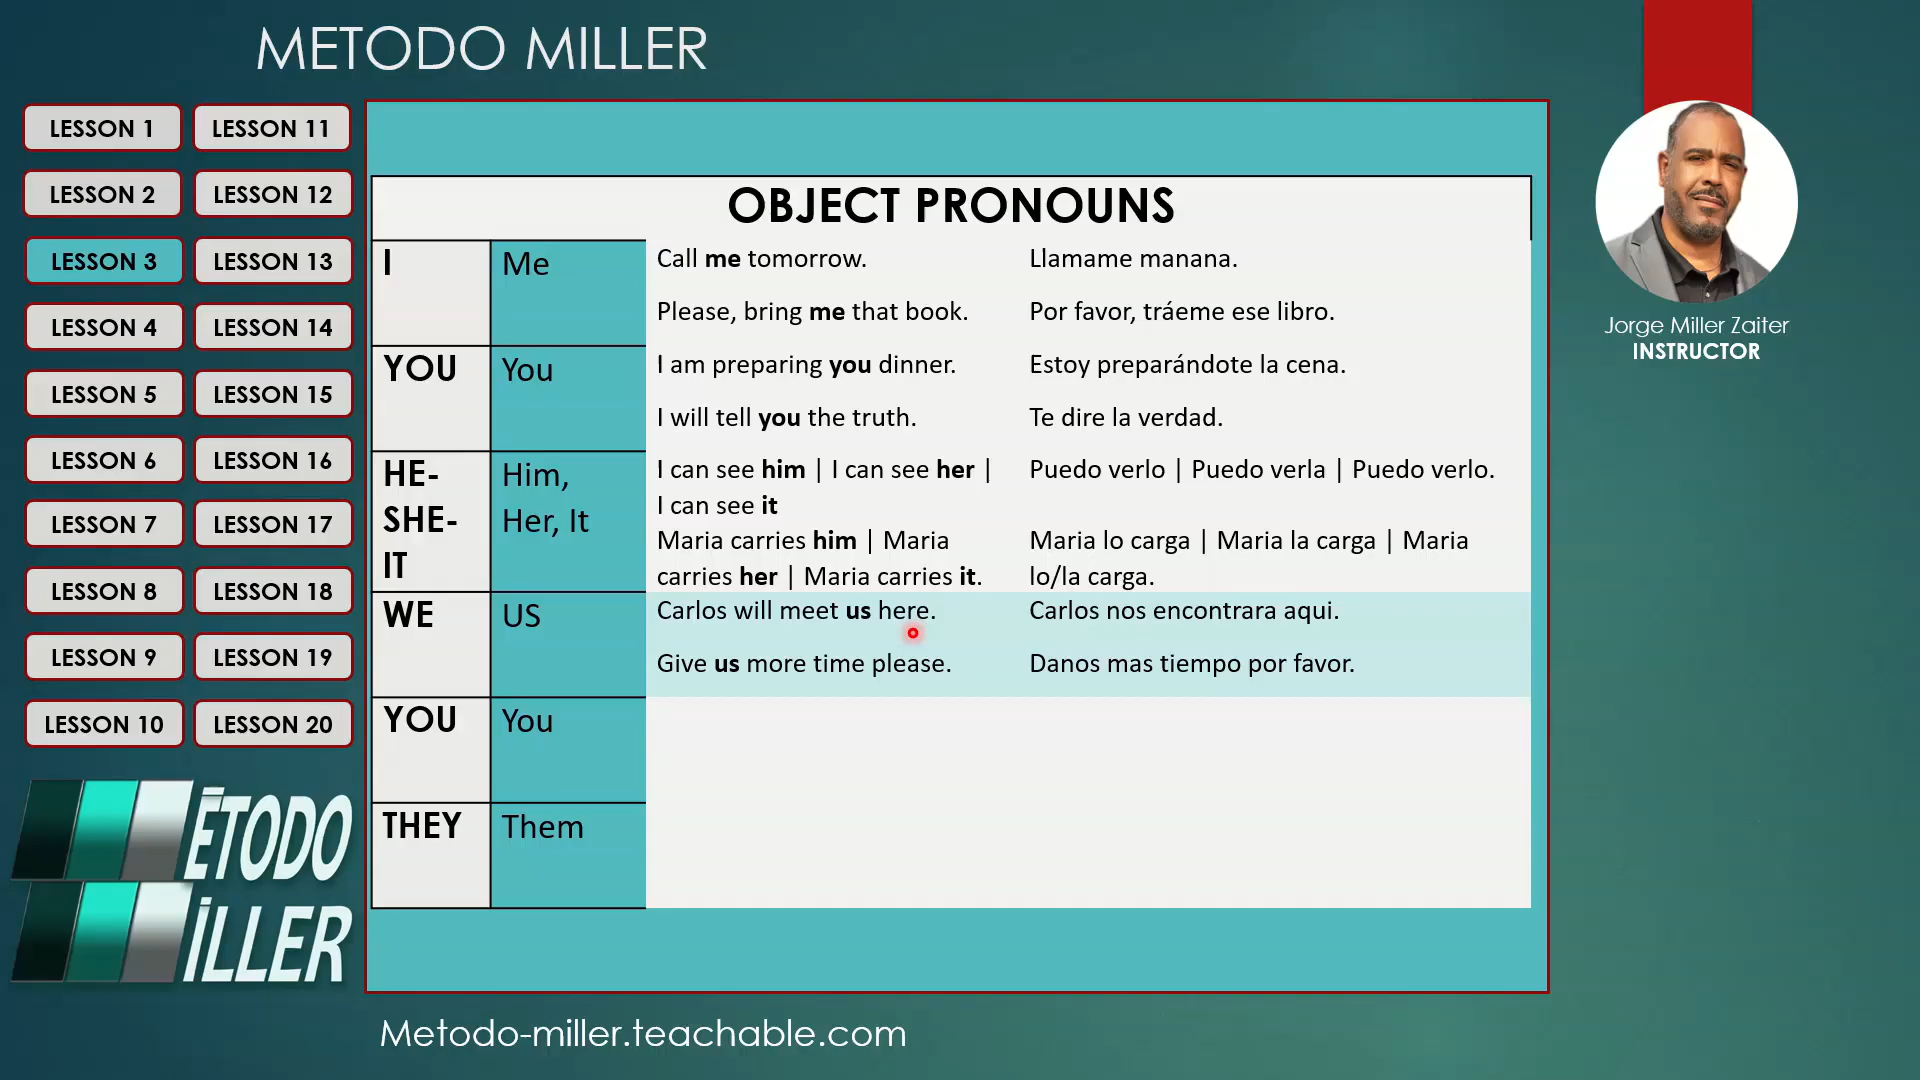 METODO MILLER
LESSON 1
LESSON 11
LESSON 2
LESSON 12
LESSON 3
LESSON 13
LESSON 4
LESSON 14
LESSON 5
LESSON 15
LESSON 6
LESSON 16
LESSON 7
LESSON 17
LESSON 8
LESSON 18
LESSON 9
LESSON 19
LESSON 10
LESSON 20
MÉTODO
MILLER
OBJECT PRONOUNS
I
Me
Call me tomorrow.
Llamame manana.
Please, bring me that book.
Por favor, tráeme ese libro.
YOU
You
I am preparing you dinner.
Estoy preparándote la cena.
I will tell you the truth.
Te dire la verdad.
HE-
SHE-
IT
Him,
Her, It
I can see him | I can see her |
I can see it
Puedo verlo | Puedo verla | Puedo verlo.
Maria carries him | Maria
carries her | Maria carries it.
Maria lo carga | Maria la carga | Maria
lo/la carga.
WE
US
Carlos will meet us here.
Carlos nos encontrara aqui.
Give us more time please.
Danos mas tiempo por favor.
YOU
You
THEY
Them
Jorge Miller Zaiter
INSTRUCTOR
Metodo-miller.teachable.com